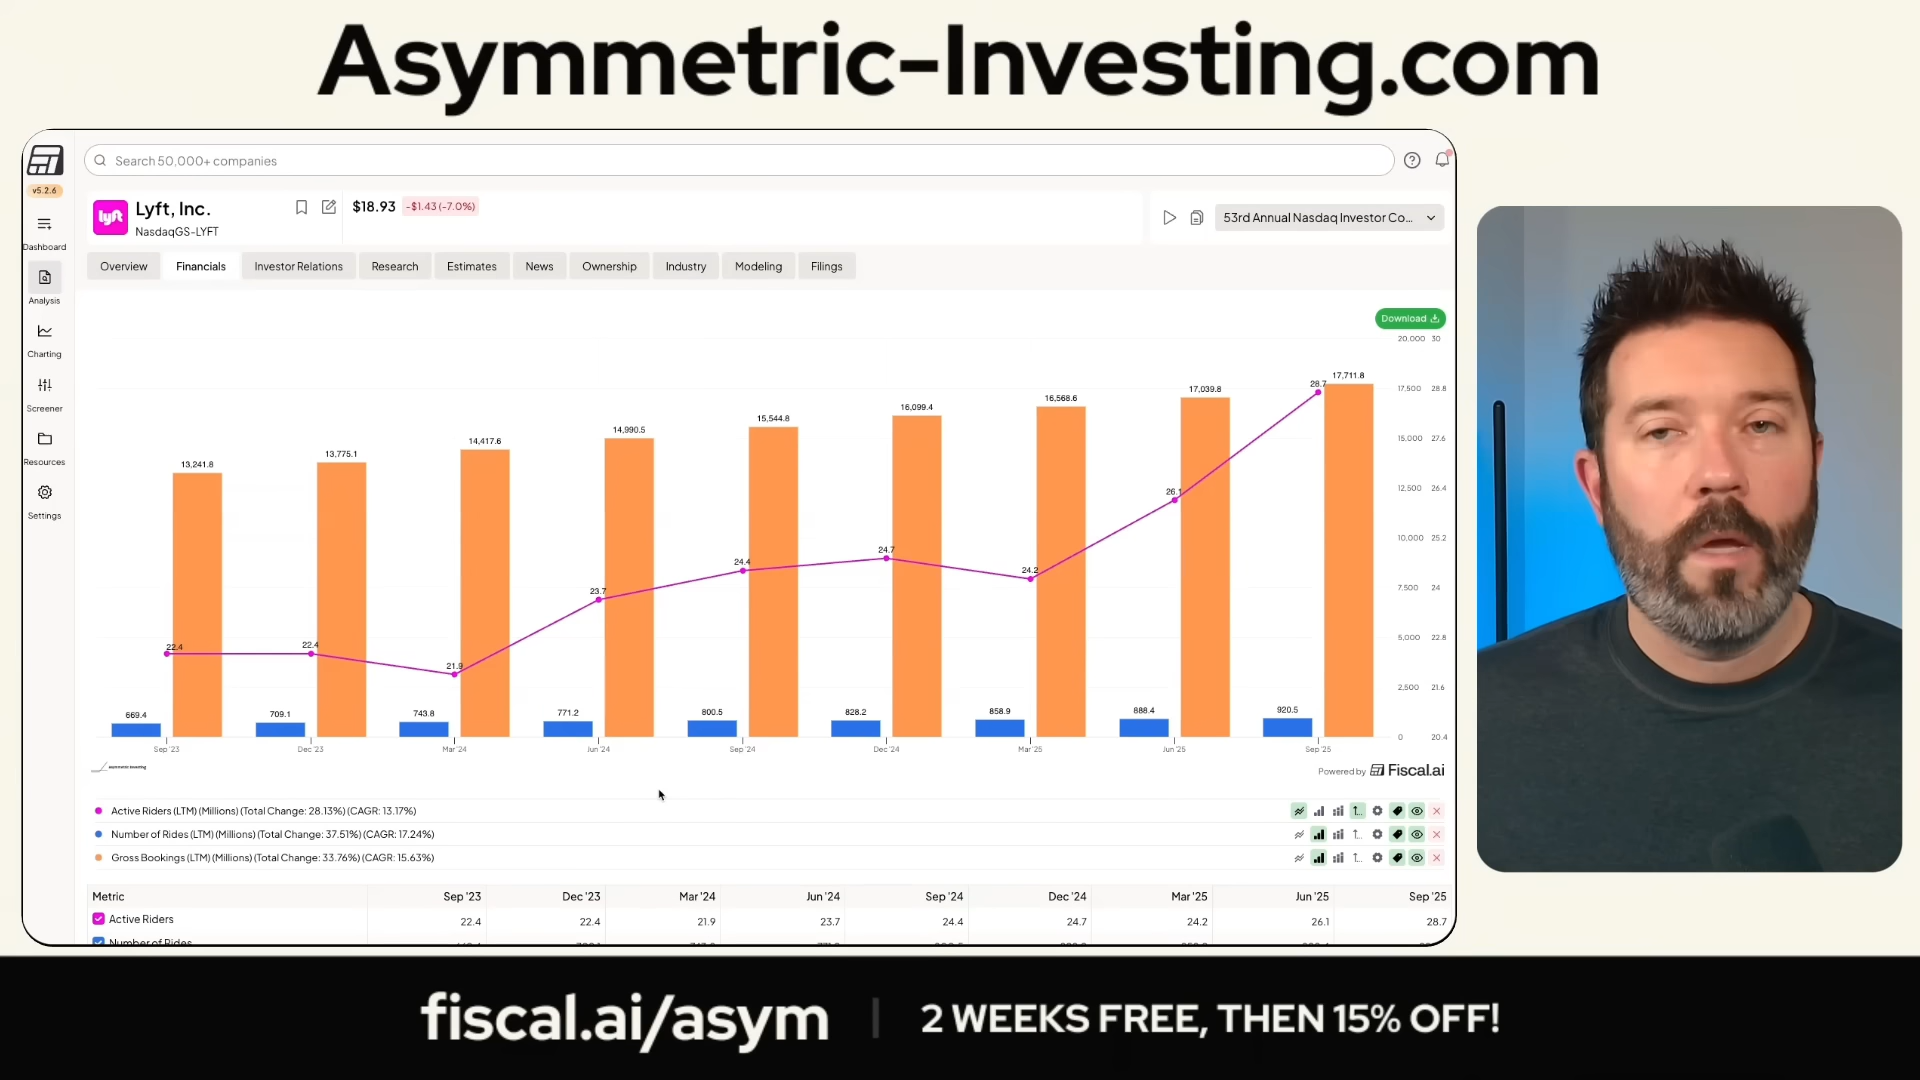 Asymmetric-Investing.com
Search 50,000+ companies
v5.2.6
Dashboard
Analysis
Charting
Screener
Resources
Settings
lyft
Lyft, Inc.
NasdaqGS-LYFT
$18.93 -$1.43 (-7.0%)
53rd Annual Nasdaq Investor Co...
Overview Financials Investor Relations Research Estimates News Ownership Industry Modeling Filings
Download
20,000 30
17,500 28.8
15,000 27.6
12,500 26.4
10,000 25.2
7,500 24
5,000 22.8
2,500 21.6
0 20.4
13,241.8 13,775.1 14,417.6 14,990.5 15,544.8 16,099.4 16,568.6 17,039.8 17,711.8
22.4 22.4 21.9 23.7 24.4 24.7 24.2 26.1 28.7
669.4 709.1 743.8 771.2 800.5 828.2 858.9 888.4 920.5
Sep '23 Dec '23 Mar '24 Jun '24 Sep '24 Dec '24 Mar '25 Jun '25 Sep '25
Asymmetric Investing
Powered by Fiscal.ai
Active Riders (LTM) (Millions) (Total Change: 28.13%) (CAGR: 13.17%)
Number of Rides (LTM) (Millions) (Total Change: 37.51%) (CAGR: 17.24%)
Gross Bookings (LTM) (Millions) (Total Change: 33.76%) (CAGR: 15.63%)
Metric Sep '23 Dec '23 Mar '24 Jun '24 Sep '24 Dec '24 Mar '25 Jun '25 Sep '25
Active Riders 22.4 22.4 21.9 23.7 24.4 24.7 24.2 26.1 28.7
Number of Rides
fiscal.ai/asym | 2 WEEKS FREE, THEN 15% OFF!